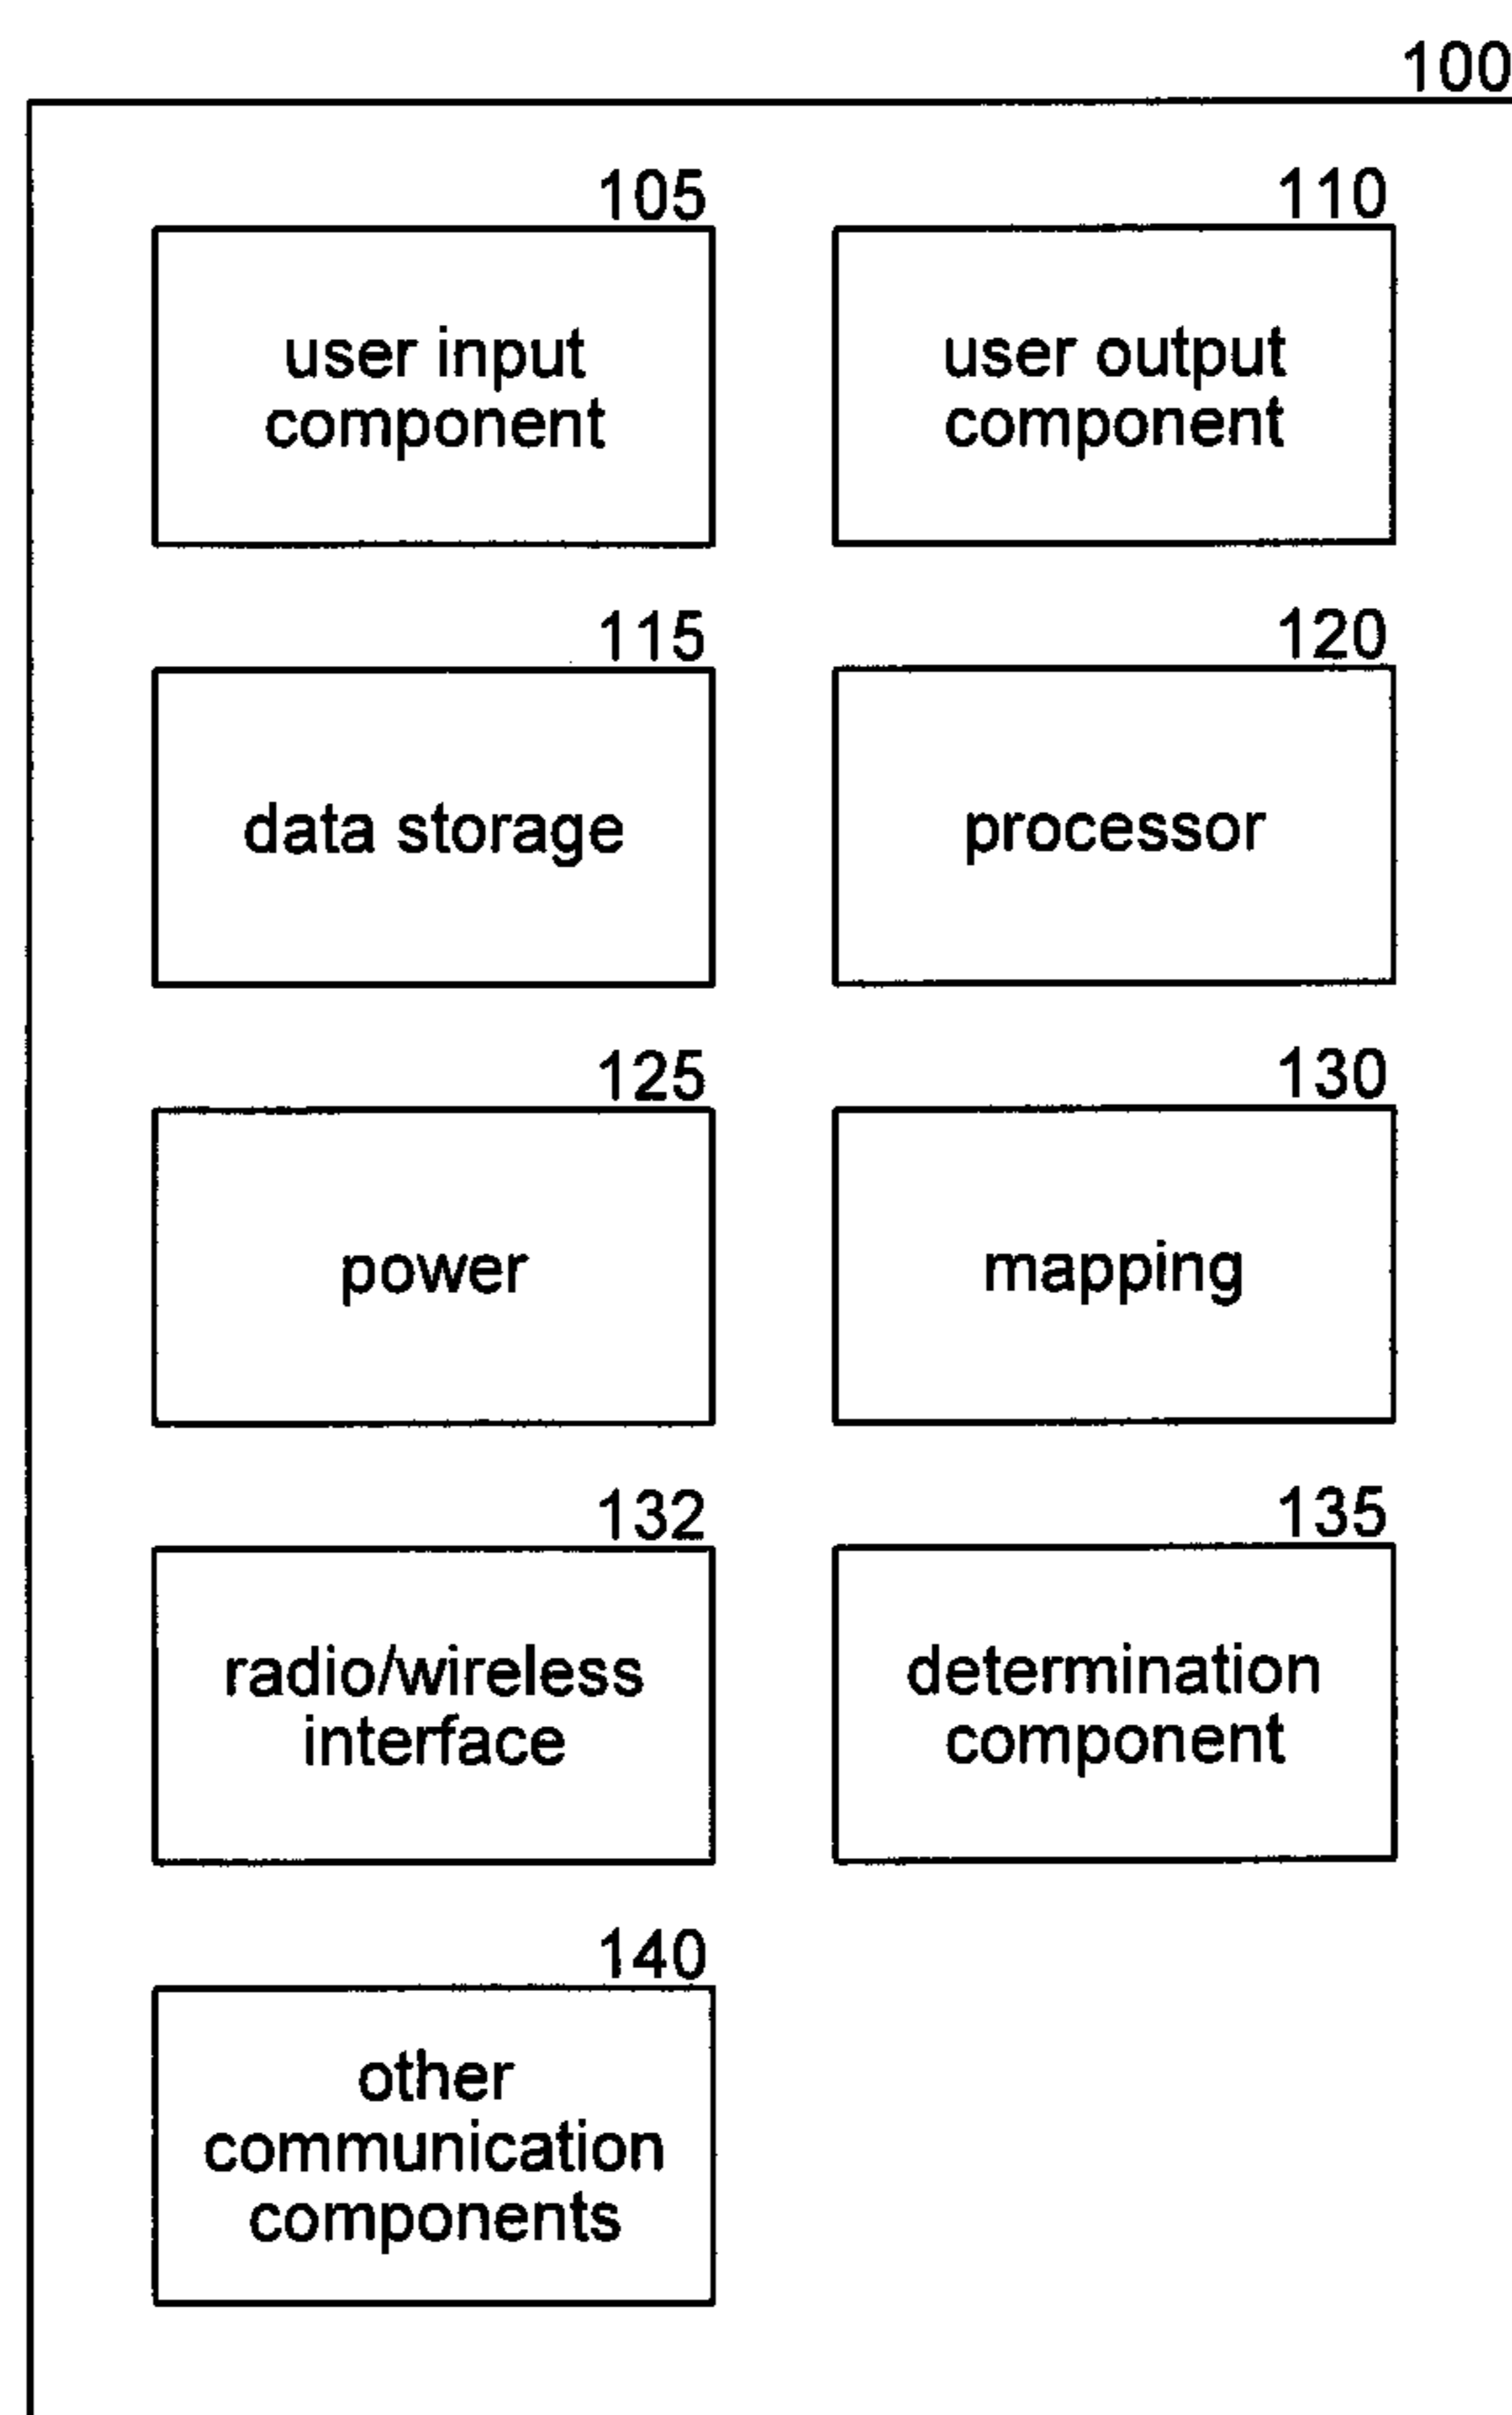 100
105
user input
component
110
user output
component
115
data storage
120
processor
125
power
130
mapping
132
radio/wireless
interface
135
determination
component
140
other
communication
components